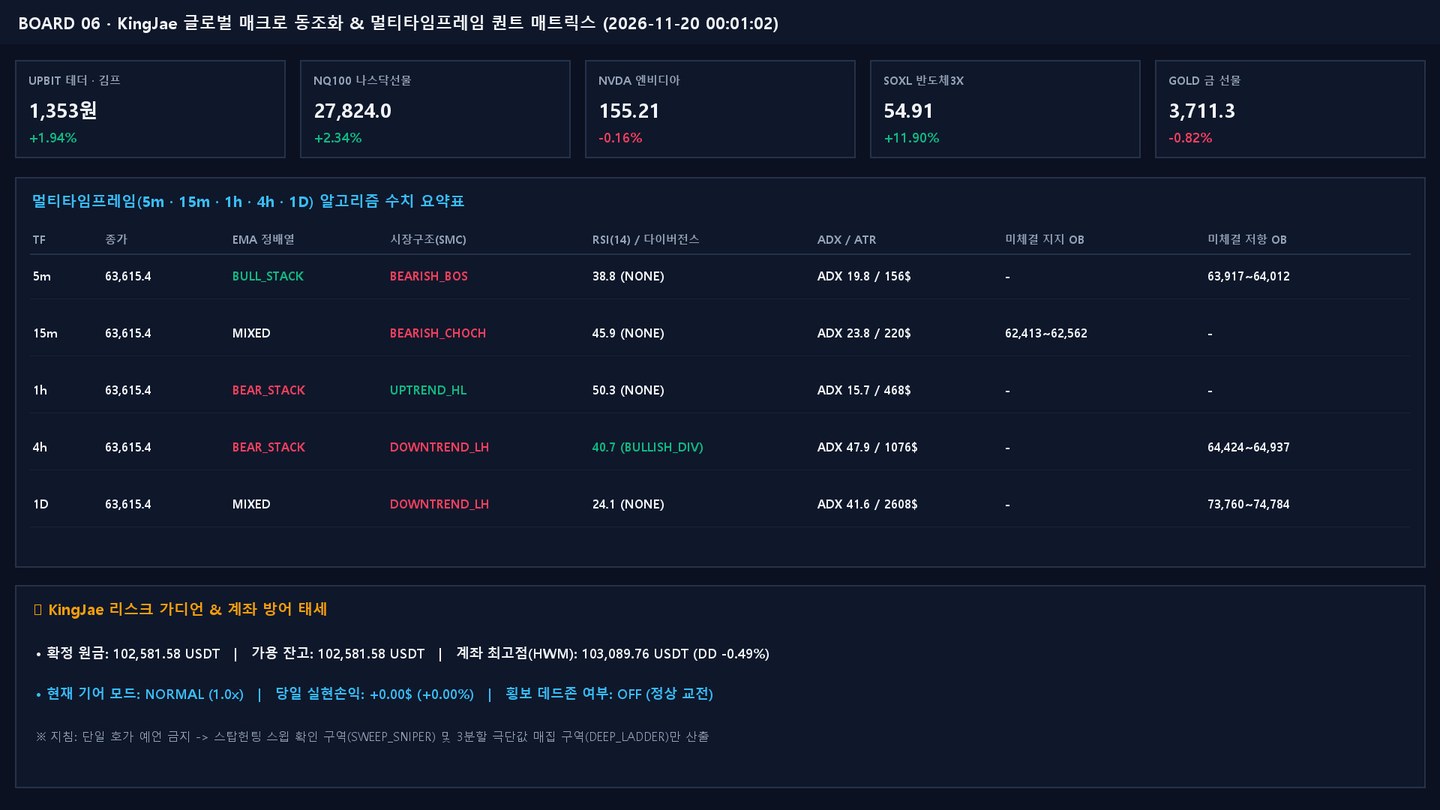 BOARD 06 · KingJae 글로벌 매크로 동조화 & 멀티타임프레임 퀀트 매트릭스 (2026-11-20 00:01:02)
UPBIT 테더 · 김프
1,353원
+1.94%
NQ100 나스닥선물
27,824.0
+2.34%
NVDA 엔비디아
155.21
-0.16%
SOXL 반도체3X
54.91
+11.90%
GOLD 금 선물
3,711.3
-0.82%
멀티타임프레임(5m · 15m · 1h · 4h · 1D) 알고리즘 수치 요약표
TF 종가 EMA 정배열 시장구조(SMC) RSI(14) / 다이버전스 ADX / ATR 미체결 지지 OB 미체결 저항 OB
5m 63,615.4 BULL_STACK BEARISH_BOS 38.8 (NONE) ADX 19.8 / 156$ - 63,917~64,012
15m 63,615.4 MIXED BEARISH_CHOCH 45.9 (NONE) ADX 23.8 / 220$ 62,413~62,562 -
1h 63,615.4 BEAR_STACK UPTREND_HL 50.3 (NONE) ADX 15.7 / 468$ - -
4h 63,615.4 BEAR_STACK DOWNTREND_LH 40.7 (BULLISH_DIV) ADX 47.9 / 1076$ - 64,424~64,937
1D 63,615.4 MIXED DOWNTREND_LH 24.1 (NONE) ADX 41.6 / 2608$ - 73,760~74,784
KingJae 리스크 가디언 & 계좌 방어 태세
• 확정 원금: 102,581.58 USDT | 가용 잔고: 102,581.58 USDT | 계좌 최고점(HWM): 103,089.76 USDT (DD -0.49%)
• 현재 기어 모드: NORMAL (1.0x) | 당일 실현손익: +0.00$ (+0.00%) | 횡보 데드존 여부: OFF (정상 교전)
※ 지침: 단일 호가 예언 금지 -> 스탑헌팅 스윕 확인 구역(SWEEP_SNIPER) 및 3분할 극단값 매집 구역(DEEP_LADDER)만 산출